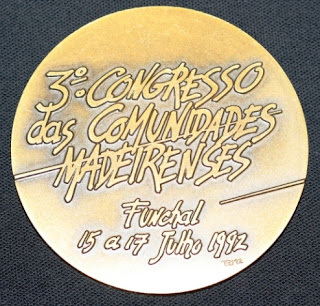 3º CONGRESSO
das COMUNIDADES
MADEIRENSES
Funchal
15 a 17 Julho 1992